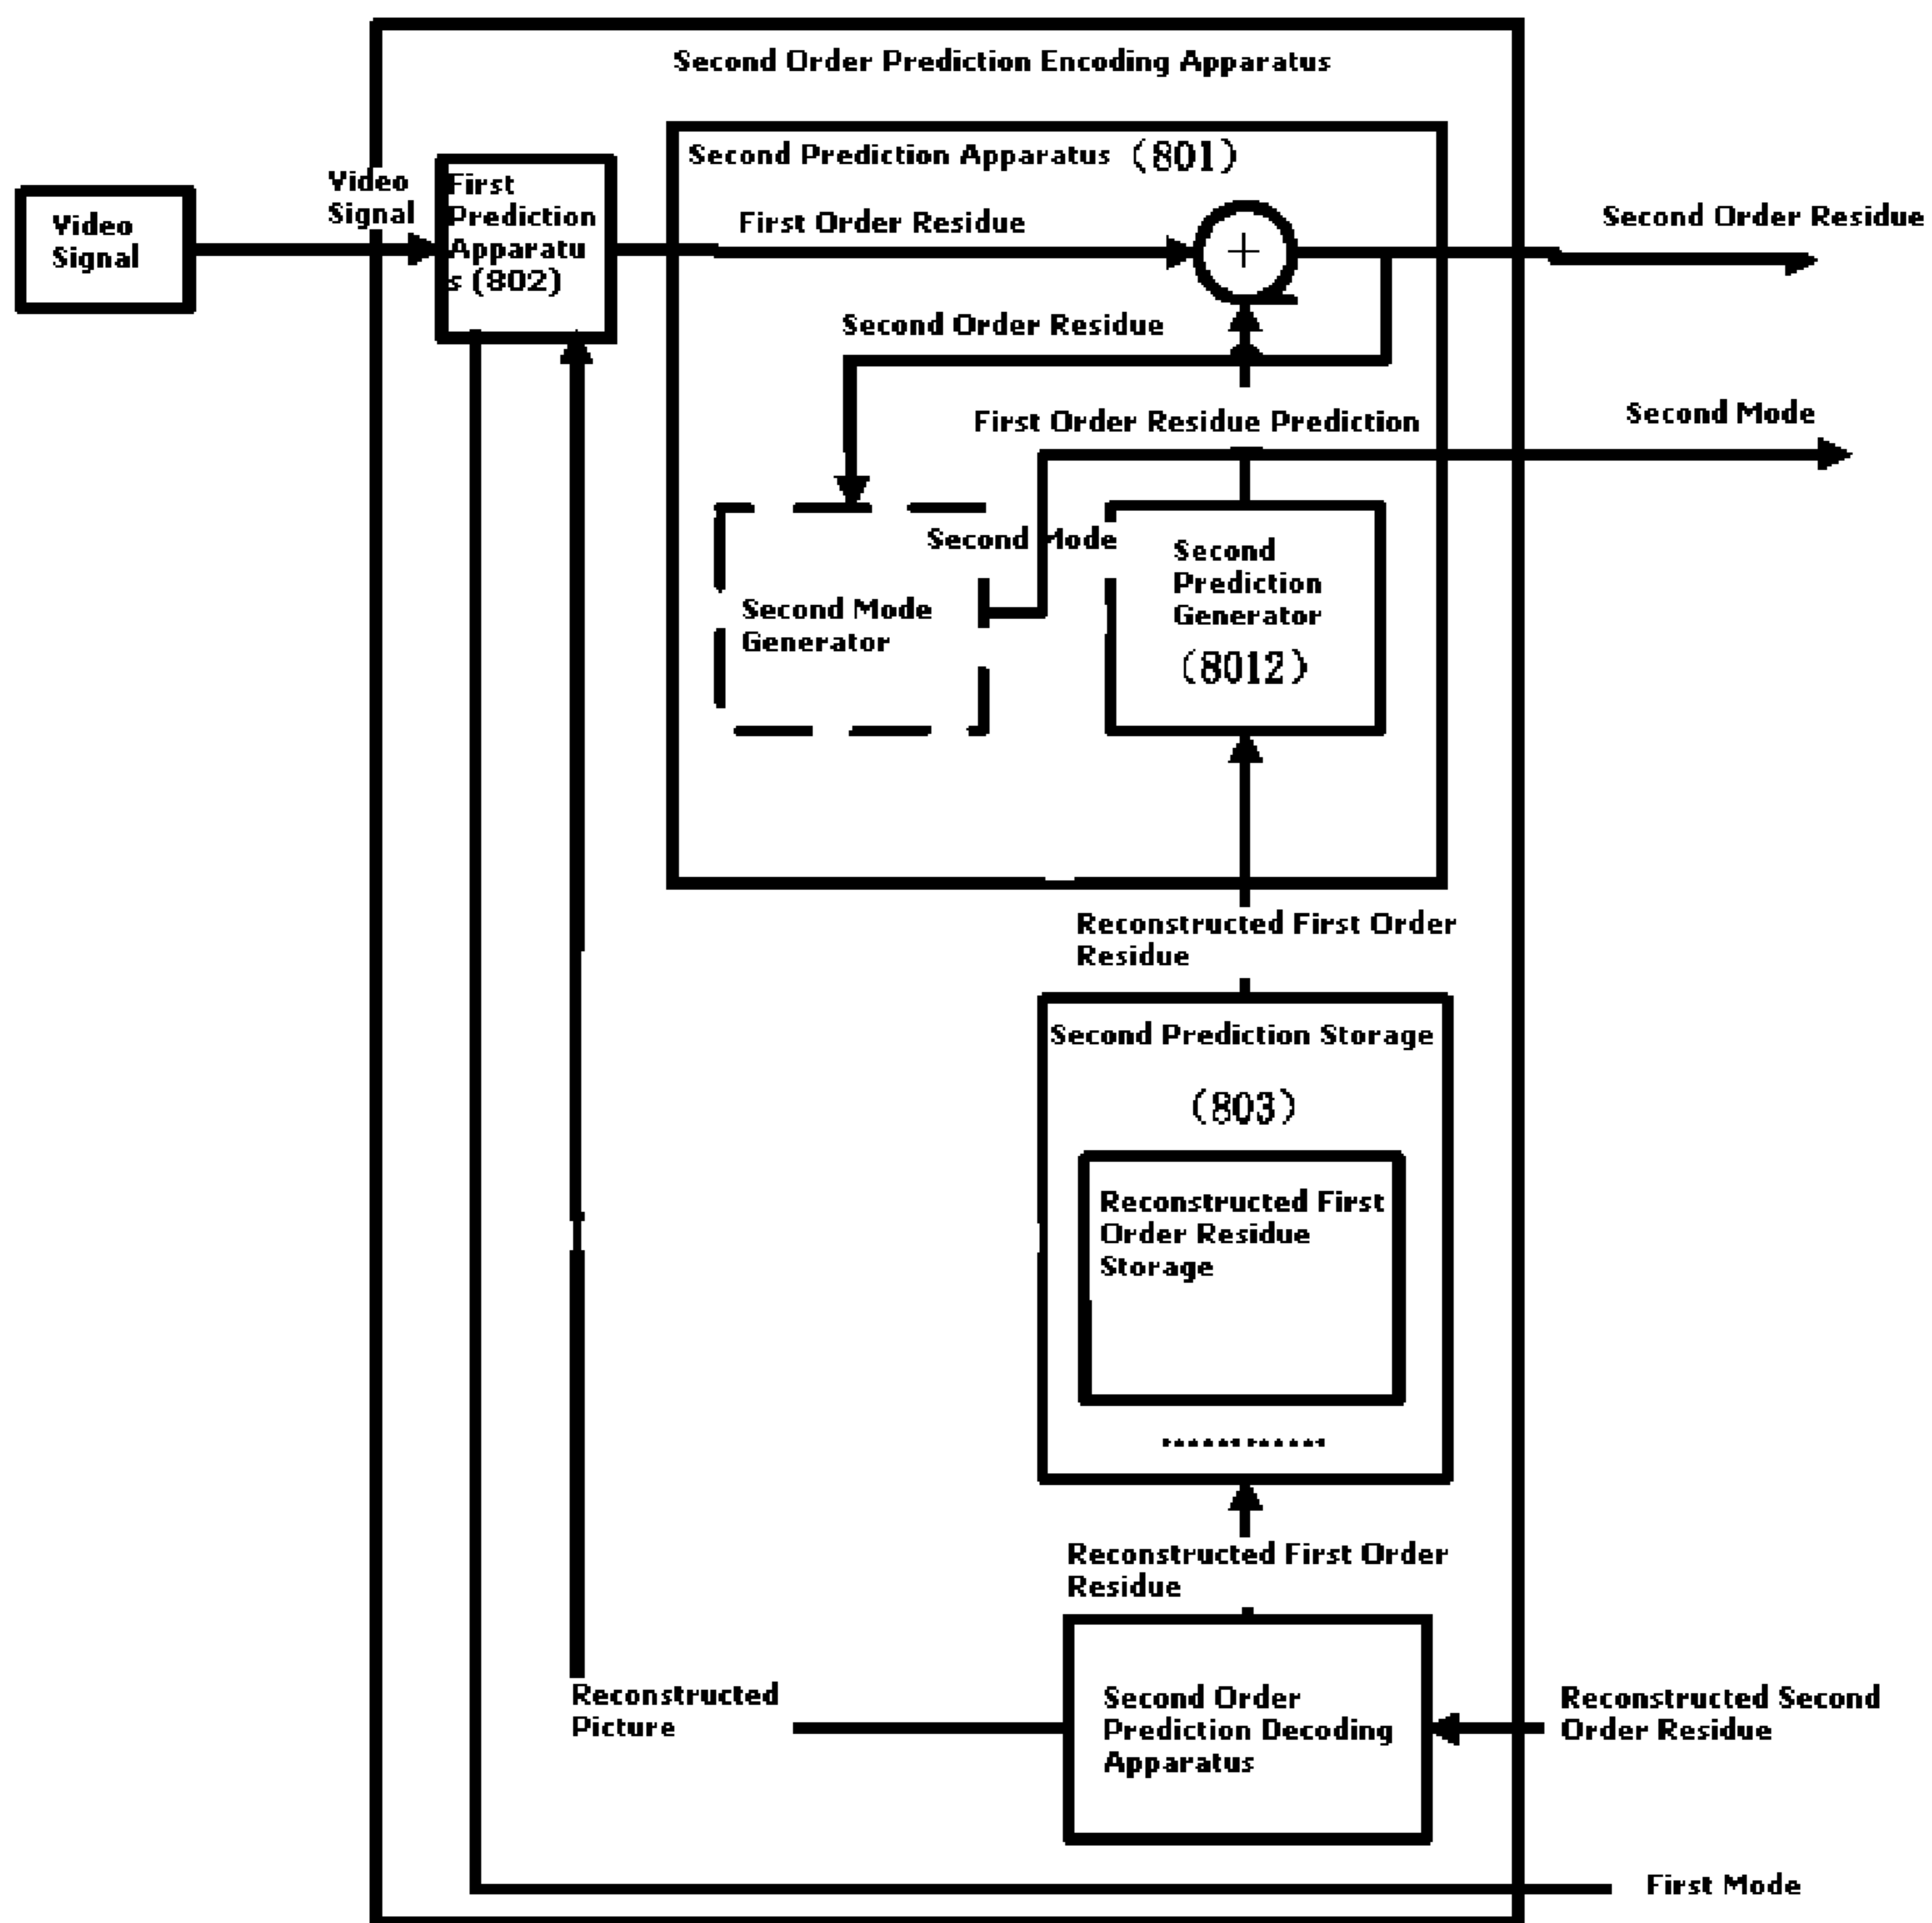 Second Order Prediction Encoding Apparatus
Second Prediction Apparatus (801)
Video
Signal
Video
Signal
First
Prediction
Apparatu
s (802)
First Order Residue
+
Second Order Residue
Second Order Residue
First Order Residue Prediction
Second Mode
Second Mode
Second Mode
Generator
Second
Prediction
Generator
(8012)
Reconstructed First Order
Residue
Second Prediction Storage
(803)
Reconstructed First
Order Residue
Storage
............
Reconstructed First Order
Residue
Reconstructed
Picture
Second Order
Prediction Decoding
Apparatus
Reconstructed Second
Order Residue
First Mode